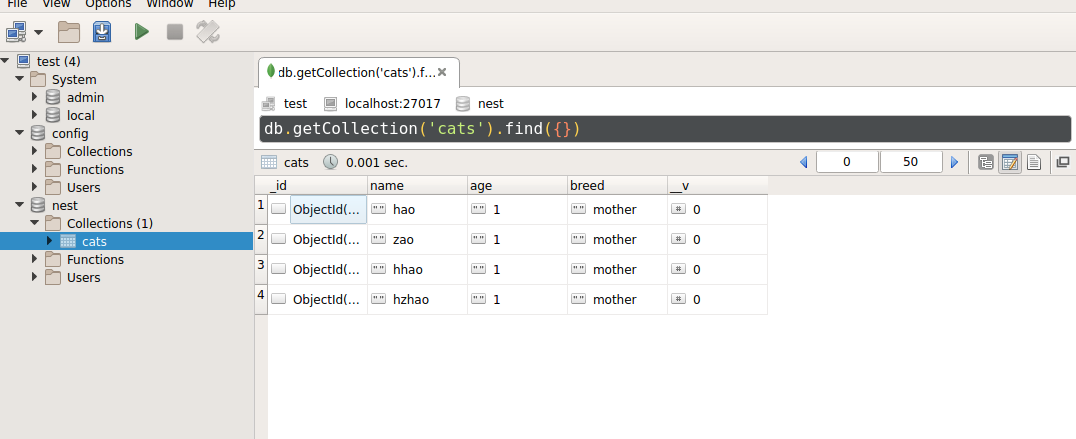 File View Options Window Help
test (4)
System
admin
local
config
Collections
Functions
Users
nest
Collections (1)
cats
Functions
Users
db.getCollection('cats').f...
test localhost:27017 nest
db.getCollection('cats').find({})
cats 0.001 sec. 0 50
_id name age breed __v
1 ObjectId(... "" hao "" 1 "" mother # 0
2 ObjectId(... "" zao "" 1 "" mother # 0
3 ObjectId(... "" hhao "" 1 "" mother # 0
4 ObjectId(... "" hzhao "" 1 "" mother # 0